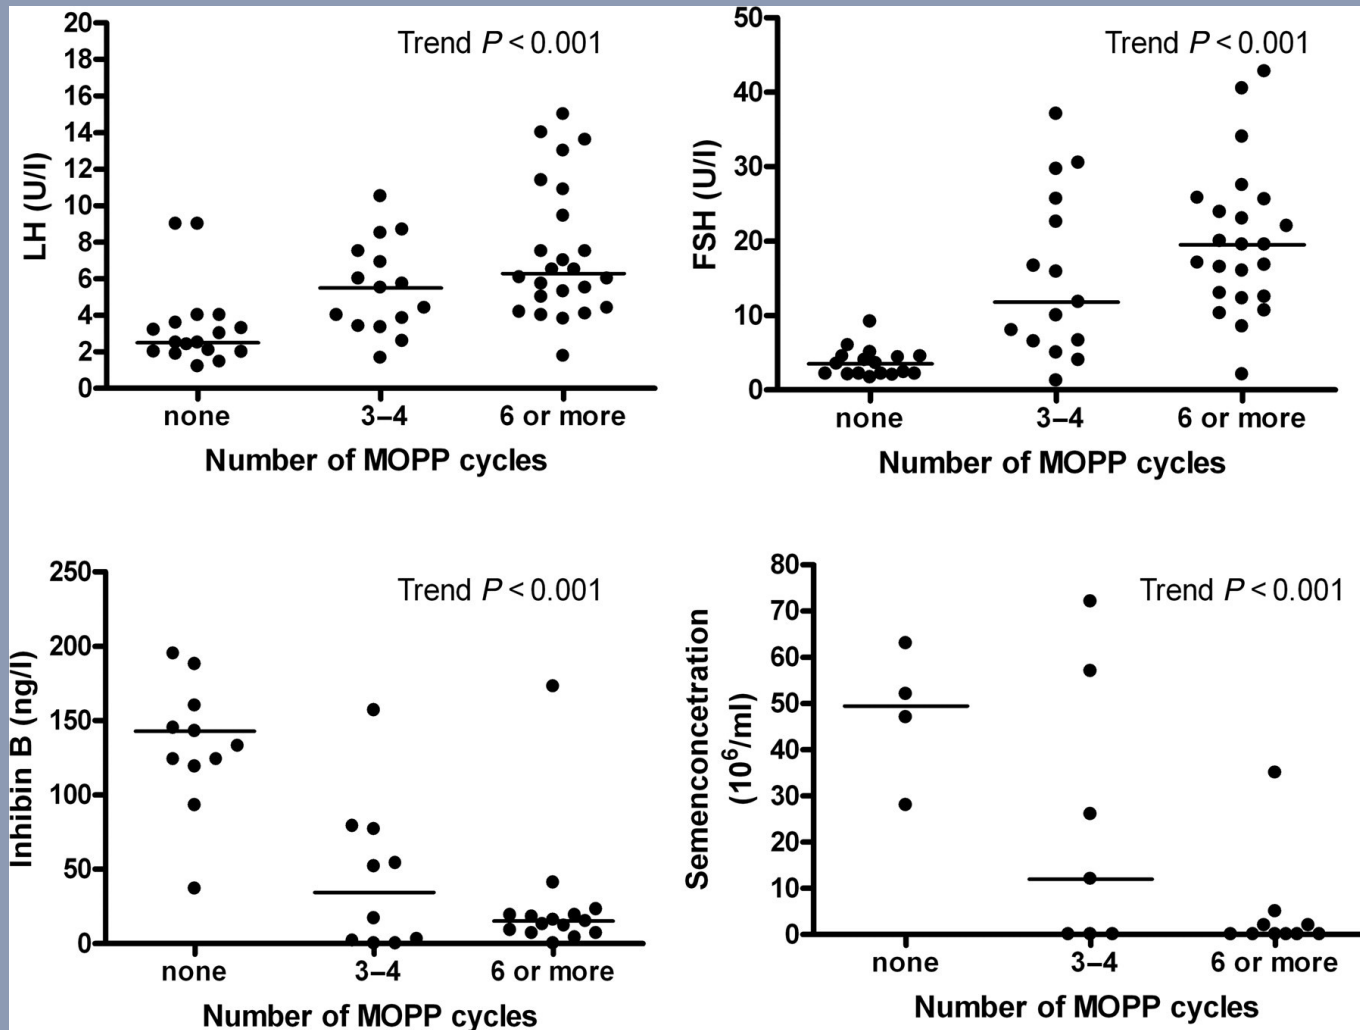 Trend P < 0.001
LH (U/l)
20
18
16
14
12
10
8
6
4
2
0
none
3–4
6 or more
Number of MOPP cycles
Trend P < 0.001
FSH (U/l)
50
40
30
20
10
0
none
3–4
6 or more
Number of MOPP cycles
Trend P < 0.001
Inhibin B (ng/l)
250
200
150
100
50
0
none
3–4
6 or more
Number of MOPP cycles
Trend P < 0.001
Semenconcetration
(10⁶/ml)
80
70
60
50
40
30
20
10
0
none
3–4
6 or more
Number of MOPP cycles